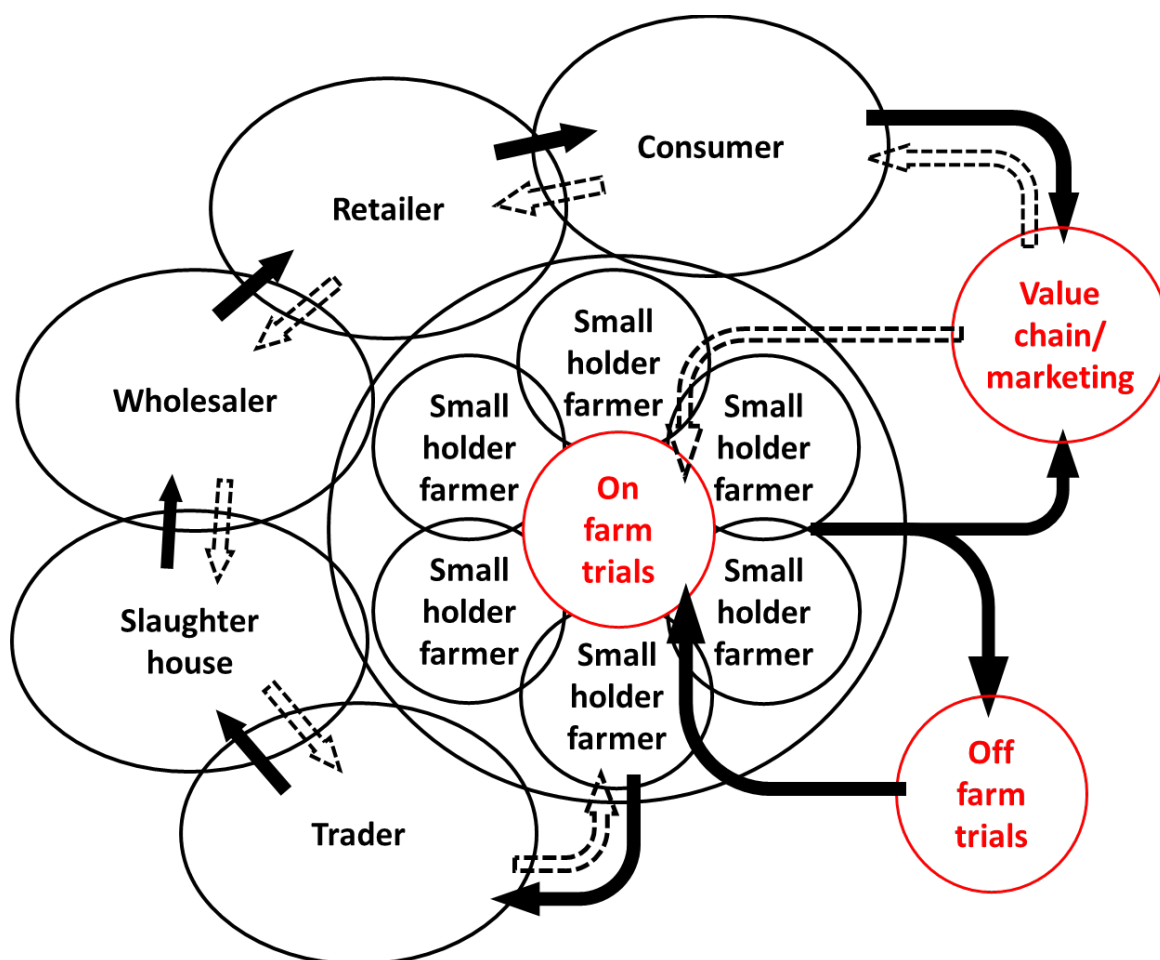 Consumer
Retailer
Wholesaler
Slaughter
house
Trader
Small
holder
farmer
Small
holder
farmer
Small
holder
farmer
Small
holder
farmer
Small
holder
farmer
Small
holder
farmer
On
farm
trials
Value
chain/
marketing
Off
farm
trials